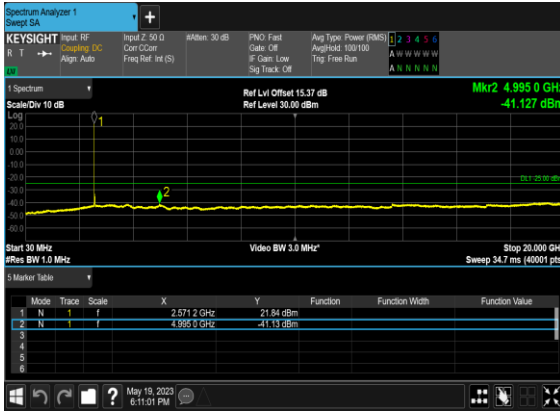 Spectrum Analyzer 1
Swept SA
+
KEYSIGHT
R T
Input: RF
Coupling: DC
Align: Auto
Input Z: 50 Ω
Corr CCorr
Freq Ref: Int (S)
#Atten: 30 dB
PNO: Fast
Gate: Off
IF Gain: Low
Sig Track: Off
Avg Type: Power (RMS)
Avg|Hold: 100/100
Trig: Free Run
1 2 3 4 5 6
A W W W W W
A N N N N N
1 Spectrum
Scale/Div 10 dB
Ref Lvl Offset 15.37 dB
Ref Level 30.00 dBm
Mkr2 4.995 0 GHz
-41.127 dBm
Log
20.0
10.0
0.00
-10.0
-20.0
-30.0
-40.0
-50.0
-60.0
1
2
Start 30 MHz
#Res BW 1.0 MHz
Video BW 3.0 MHz*
Stop 20.000 GHz
Sweep 34.7 ms (40001 pts)
5 Marker Table
Mode Trace Scale X Y Function Function Width Function Value
1 N 1 f 2.571 2 GHz 21.84 dBm
2 N 1 f 4.995 0 GHz -41.13 dBm
3
4
5
6
?
May 19, 2023
6:11:01 PM